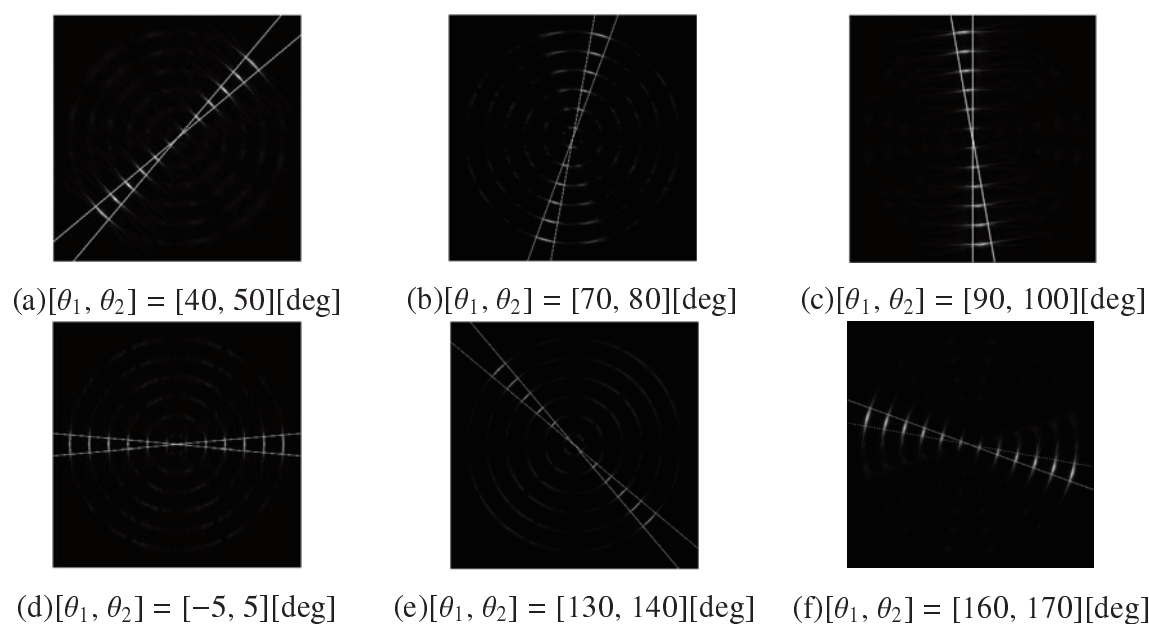 (a)[θ₁, θ₂] = [40, 50][deg] (b)[θ₁, θ₂] = [70, 80][deg] (c)[θ₁, θ₂] = [90, 100][deg]
(d)[θ₁, θ₂] = [−5, 5][deg] (e)[θ₁, θ₂] = [130, 140][deg] (f)[θ₁, θ₂] = [160, 170][deg]